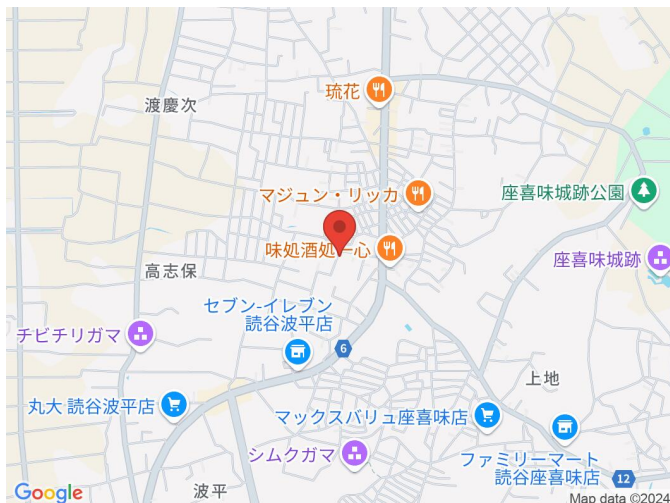 渡慶次
琉花
マジュン・リッカ
座喜味城跡公園
味処酒処一心
座喜味城跡
高志保
セブン-イレブン
読谷波平店
チビチリガマ
6
上地
丸大 読谷波平店
マックスバリュ座喜味店
シムクガマ
ファミリーマート
読谷座喜味店
12
波平
Google
Map data ©2024